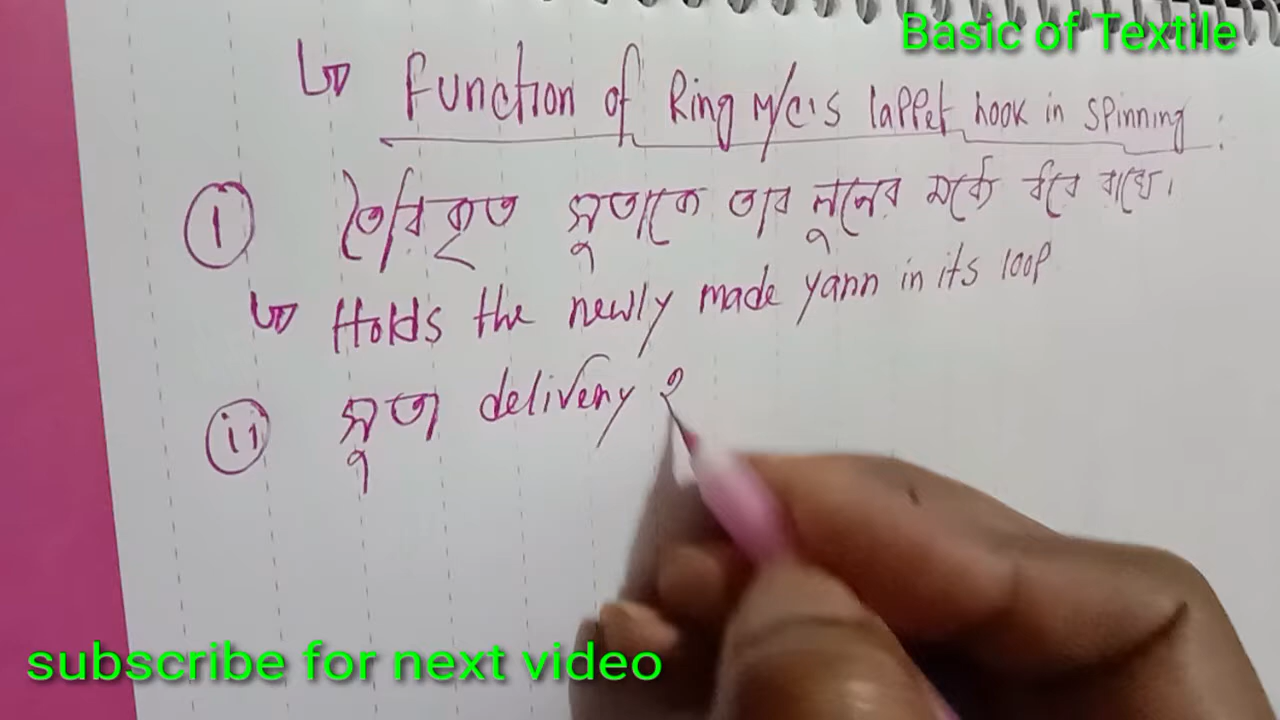 Basic of Textile
↳ Function of Ring M/C's lappet hook in spinning :
(i) তৈরিকৃত সুতাকে তার লুনের মধ্যে ধরে রাখে।
↳ Holds the newly made yann in its loop
(ii) সুতা delivery
subscribe for next video